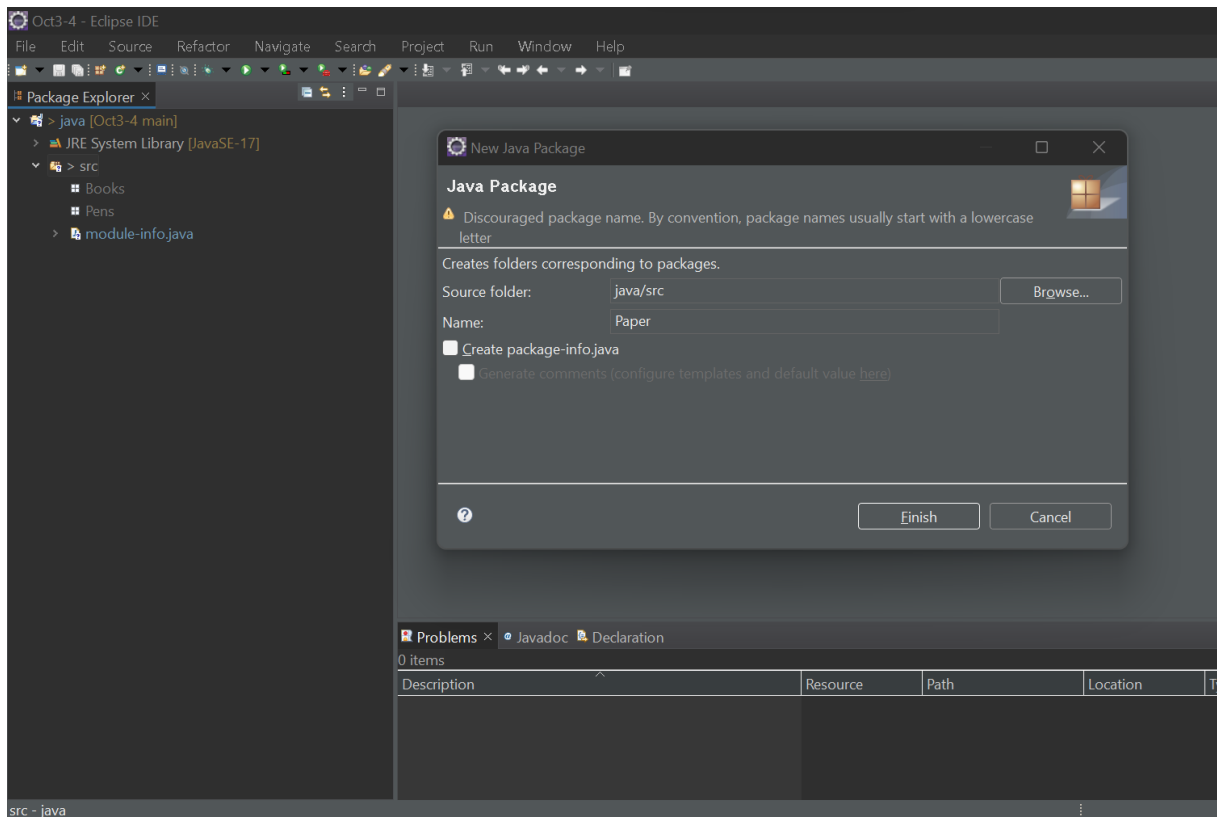 Oct3-4 - Eclipse IDE
File Edit Source Refactor Navigate Search Project Run Window Help
Package Explorer
> java [Oct3-4 main]
JRE System Library [JavaSE-17]
> src
Books
Pens
module-info.java
New Java Package
Java Package
Discouraged package name. By convention, package names usually start with a lowercase
letter
Creates folders corresponding to packages.
Source folder: java/src Browse...
Name: Paper
Create package-info.java
Generate comments (configure templates and default value here)
Finish Cancel
Problems Javadoc Declaration
0 items
Description Resource Path Location
src - java